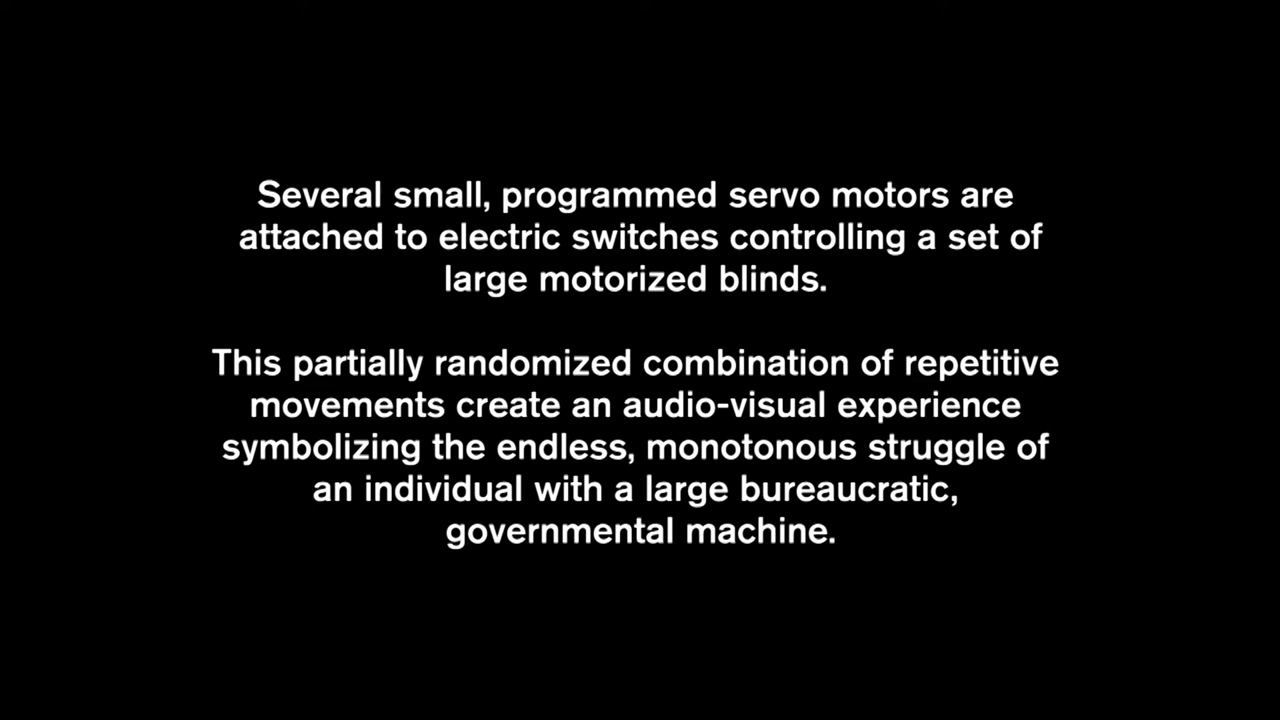 Several small, programmed servo motors are
attached to electric switches controlling a set of
large motorized blinds.
This partially randomized combination of repetitive
movements create an audio-visual experience
symbolizing the endless, monotonous struggle of
an individual with a large bureaucratic,
governmental machine.